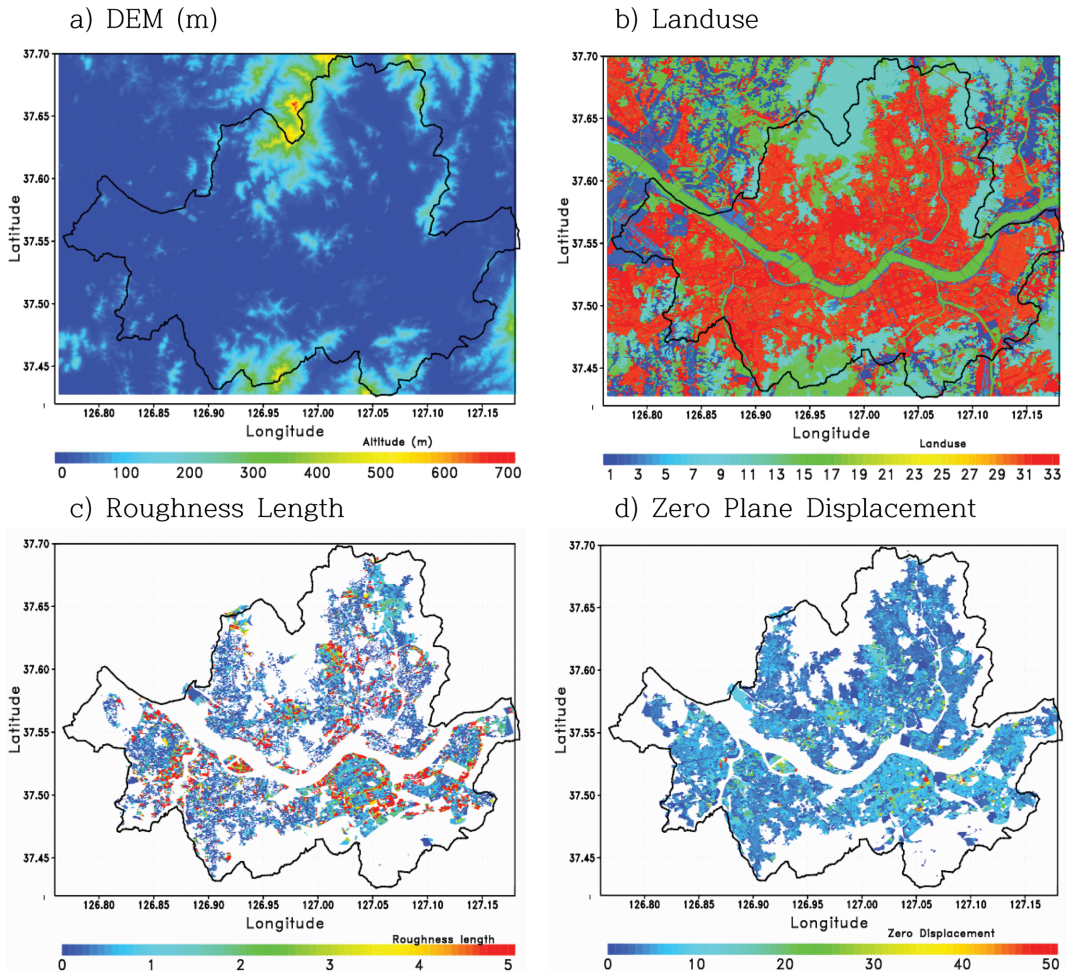 a) DEM (m)
b) Landuse
37.70
37.65
37.60
37.55
37.50
37.45
Latitude
126.80 126.85 126.90 126.95 127.00 127.05 127.10 127.15
Longitude
Altitude (m)
0 100 200 300 400 500 600 700
37.70
37.65
37.60
37.55
37.50
37.45
Latitude
126.80 126.85 126.90 126.95 127.00 127.05 127.10 127.15
Longitude
Landuse
1 3 5 7 9 11 13 15 17 19 21 23 25 27 29 31 33
c) Roughness Length
d) Zero Plane Displacement
37.70
37.65
37.60
37.55
37.50
37.45
Latitude
126.80 126.85 126.90 126.95 127.00 127.05 127.10 127.15
Longitude
Roughness length
0 1 2 3 4 5
37.70
37.65
37.60
37.55
37.50
37.45
Latitude
126.80 126.85 126.90 126.95 127.00 127.05 127.10 127.15
Longitude
Zero Displacement
0 10 20 30 40 50